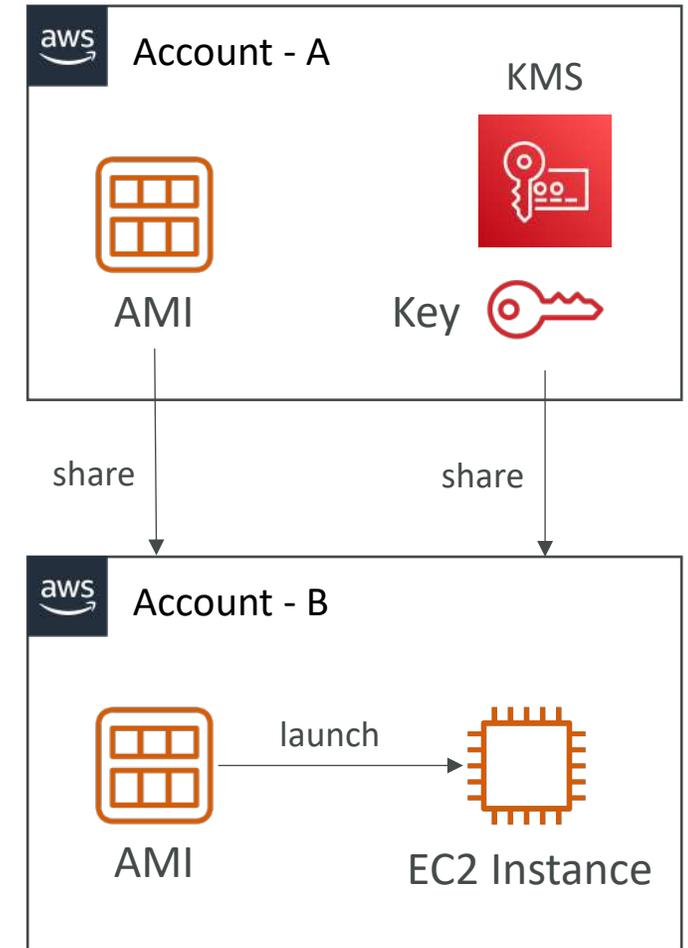 aws
Account - A
KMS
AMI
Key
share
share
aws
Account - B
launch
AMI
EC2 Instance